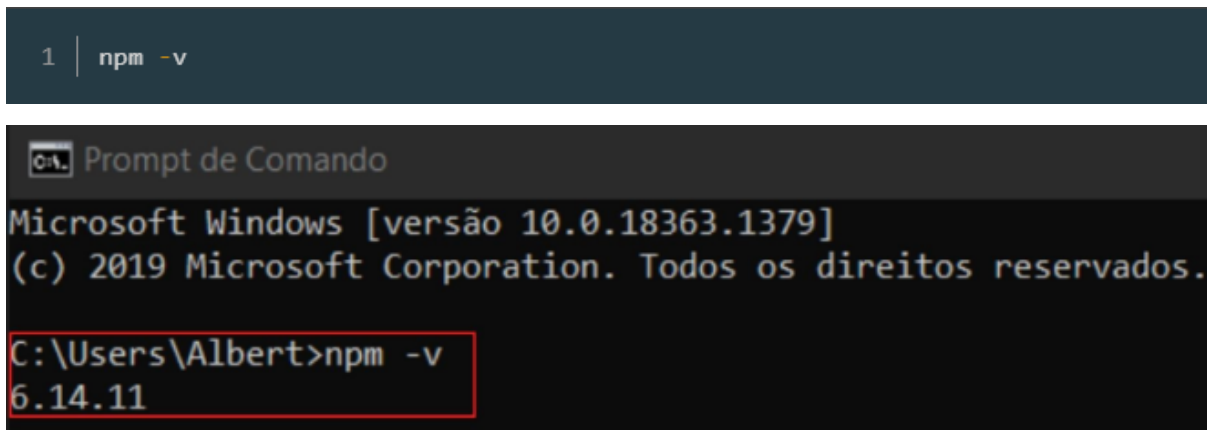 1 npm -v
C:\. Prompt de Comando
Microsoft Windows [versão 10.0.18363.1379]
(c) 2019 Microsoft Corporation. Todos os direitos reservados.
C:\Users\Albert>npm -v
6.14.11